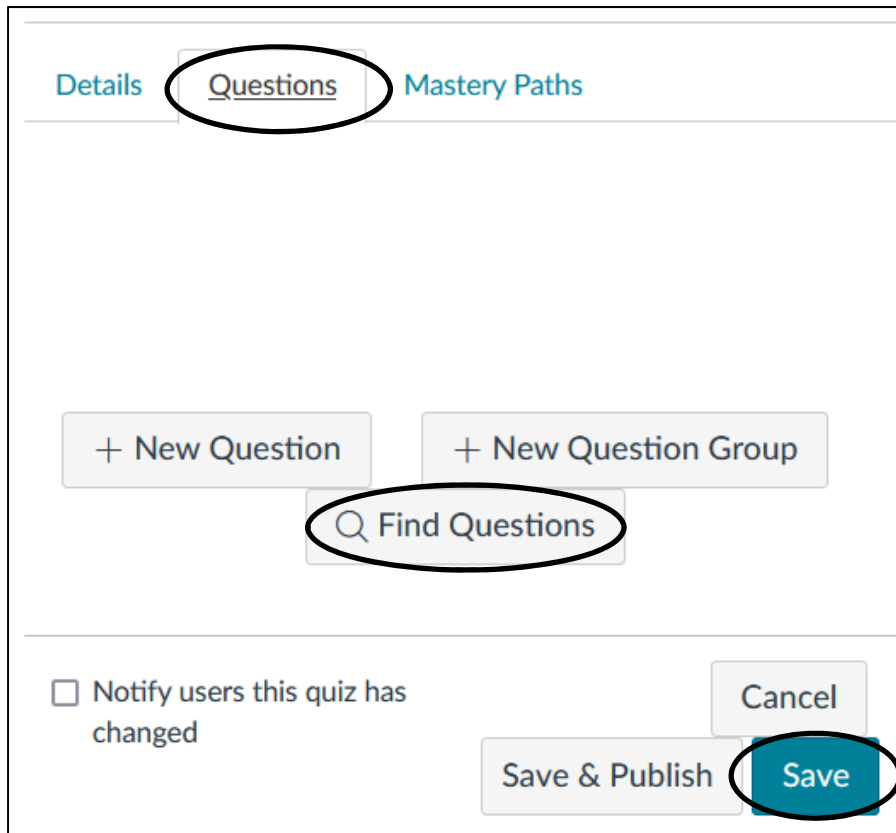 Details Questions Mastery Paths
+ New Question + New Question Group
Find Questions
Notify users this quiz has
changed
Cancel
Save & Publish Save